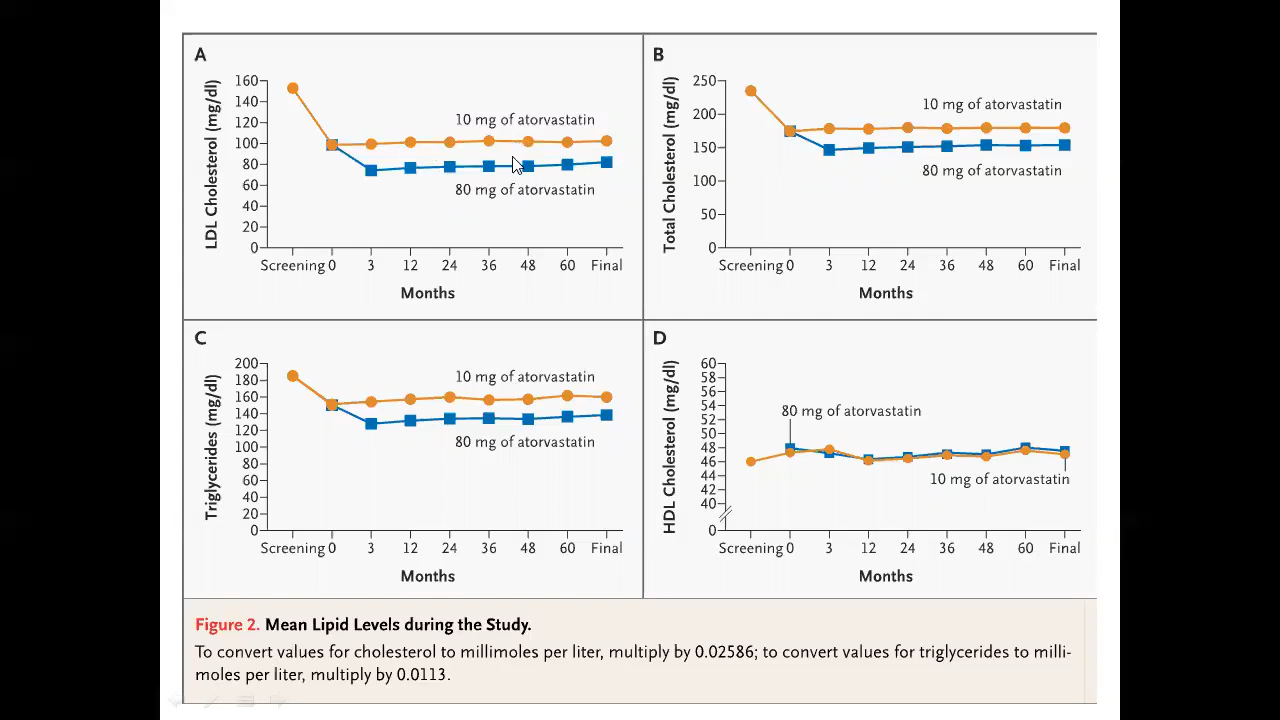 A
LDL Cholesterol (mg/dl)
160
140
120
100
80
60
40
20
0
10 mg of atorvastatin
80 mg of atorvastatin
Screening 0 3 12 24 36 48 60 Final
Months
B
Total Cholesterol (mg/dl)
250
200
150
100
50
0
10 mg of atorvastatin
80 mg of atorvastatin
Screening 0 3 12 24 36 48 60 Final
Months
C
Triglycerides (mg/dl)
200
180
160
140
120
100
80
60
40
20
0
10 mg of atorvastatin
80 mg of atorvastatin
Screening 0 3 12 24 36 48 60 Final
Months
D
HDL Cholesterol (mg/dl)
60
58
56
54
52
50
48
46
44
42
40
0
80 mg of atorvastatin
10 mg of atorvastatin
Screening 0 3 12 24 36 48 60 Final
Months
Figure 2. Mean Lipid Levels during the Study.
To convert values for cholesterol to millimoles per liter, multiply by 0.02586; to convert values for triglycerides to milli-
moles per liter, multiply by 0.0113.